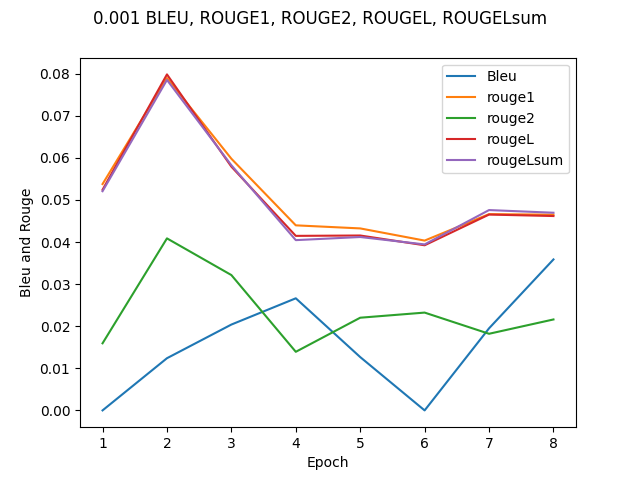 0.001 BLEU, ROUGE1, ROUGE2, ROUGEL, ROUGELsum
Bleu
rouge1
rouge2
rougeL
rougeLsum
Bleu and Rouge
0.08
0.07
0.06
0.05
0.04
0.03
0.02
0.01
0.00
1 2 3 4 5 6 7 8
Epoch